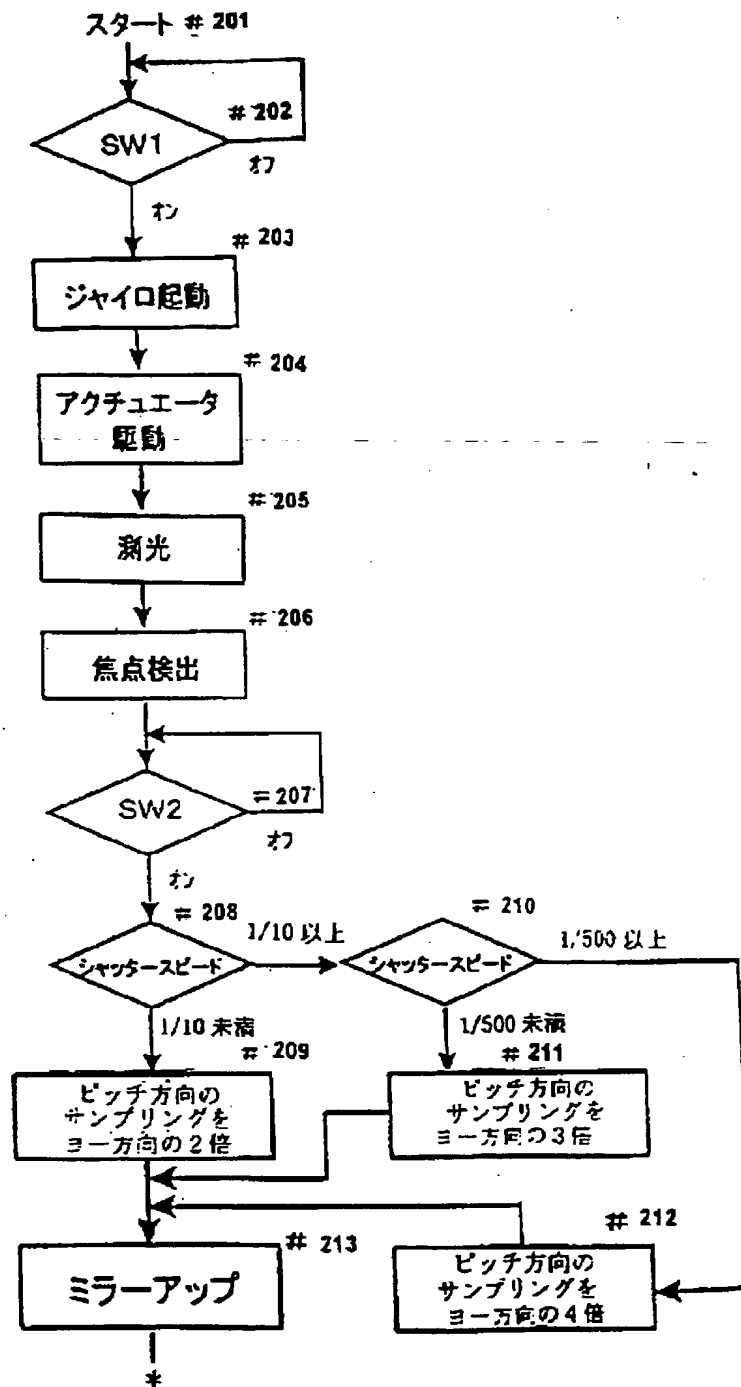 スタート # 201
# 202
SW1
オフ
オン
# 203
ジャイロ起動
# 204
アクチュエータ
駆動
# 205
測光
# 206
焦点検出
SW2
# 207
オフ
オン
# 208
シャッタースピード
1/10 以上
# 210
シャッタースピード
1/500 以上
1/10 未満
1/500 未満
# 209
ピッチ方向の
サンプリングを
ヨー方向の2倍
# 211
ピッチ方向の
サンプリングを
ヨー方向の3倍
# 212
ピッチ方向の
サンプリングを
ヨー方向の4倍
# 213
ミラーアップ
*